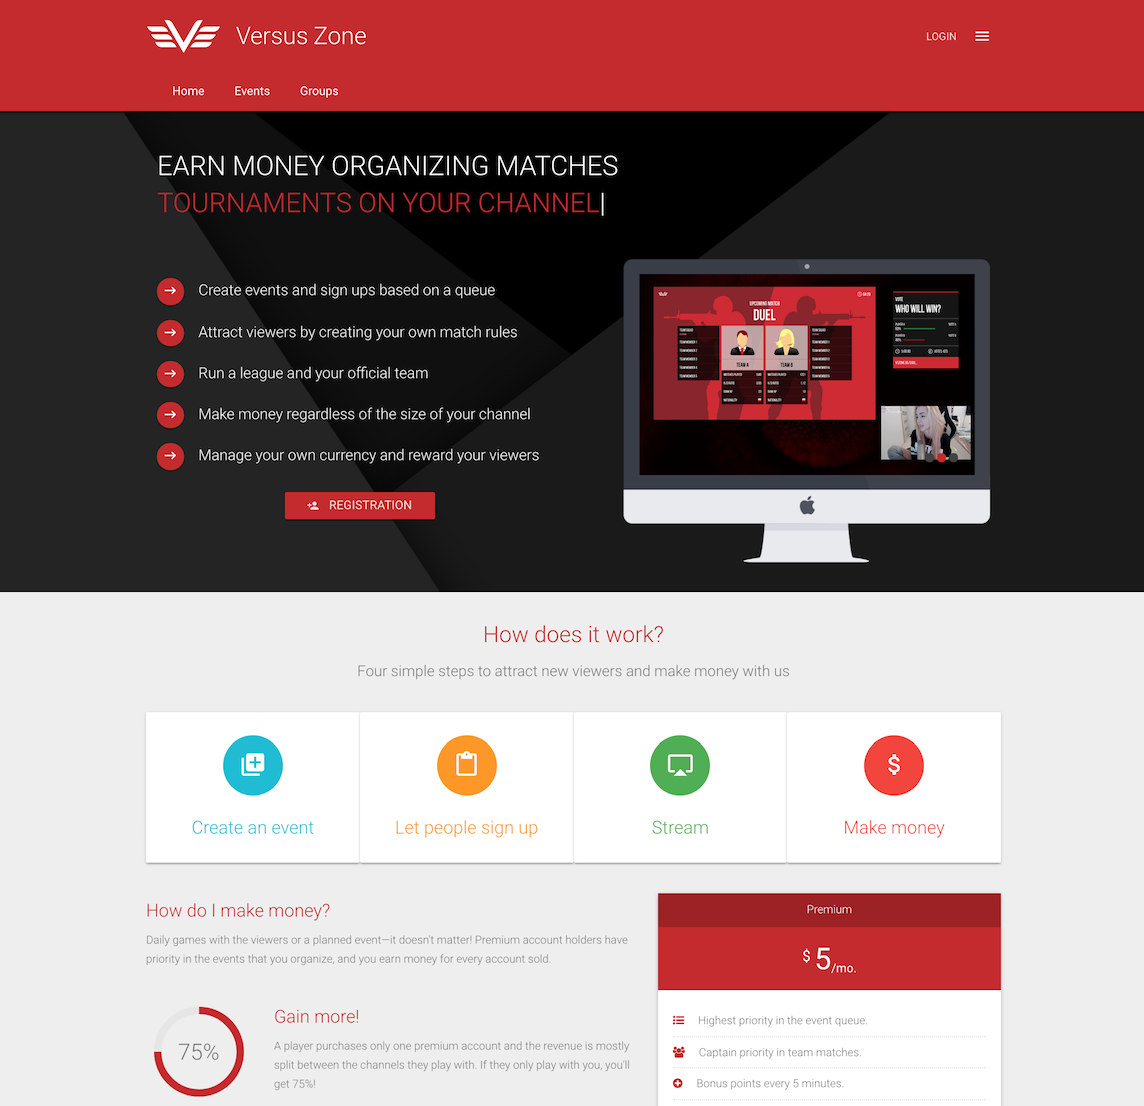 Versus Zone
LOGIN
Home Events Groups
EARN MONEY ORGANIZING MATCHES
TOURNAMENTS ON YOUR CHANNEL|
Create events and sign ups based on a queue
Attract viewers by creating your own match rules
Run a league and your official team
Make money regardless of the size of your channel
Manage your own currency and reward your viewers
REGISTRATION
UPCOMING MATCH
DUEL
TEAM A
TEAM B
VOTE
WHO WILL WIN?
How does it work?
Four simple steps to attract new viewers and make money with us
Create an event
Let people sign up
Stream
$
Make money
How do I make money?
Daily games with the viewers or a planned event—it doesn't matter! Premium account holders have
priority in the events that you organize, and you earn money for every account sold.
75%
Gain more!
A player purchases only one premium account and the revenue is mostly
split between the channels they play with. If they only play with you, you'll
get 75%!
Premium
$ 5/mo.
Highest priority in the event queue.
Captain priority in team matches.
Bonus points every 5 minutes.